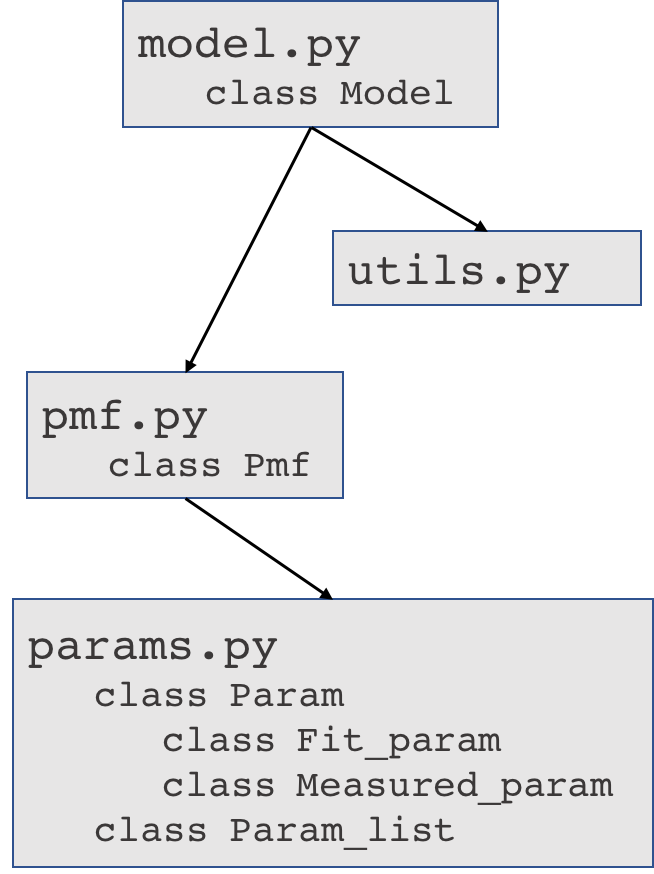 model.py
class Model
utils.py
pmf.py
class Pmf
params.py
class Param
class Fit_param
class Measured_param
class Param_list